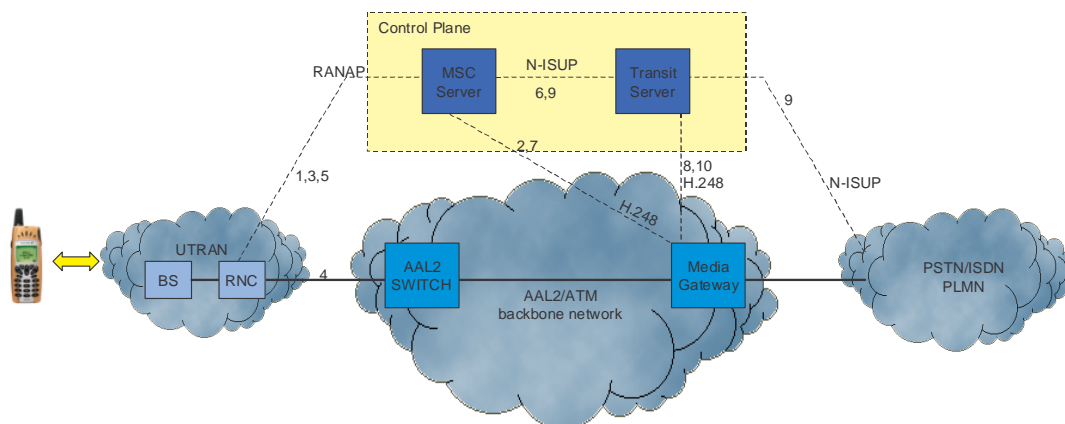 Control Plane
RANAP
MSC
Server
N-ISUP
6,9
Transit
Server
9
2,7
1,3,5
8,10
H.248
N-ISUP
H.248
UTRAN
BS
RNC
4
AAL2
SWITCH
AAL2/ATM
backbone network
Media
Gateway
PSTN/ISDN
PLMN